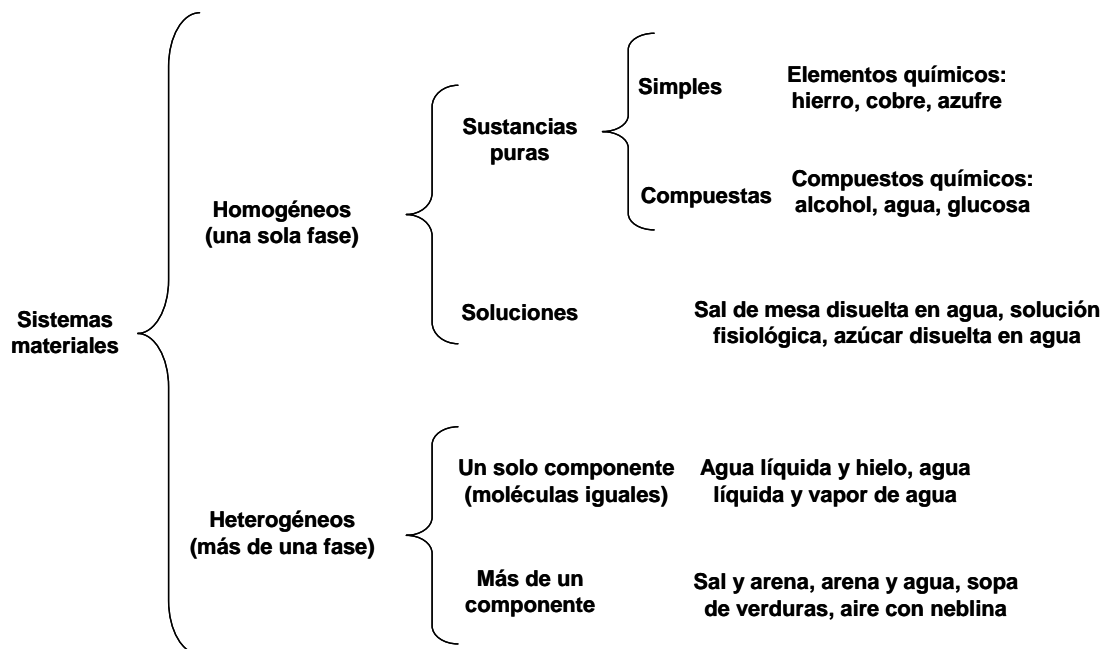 Sistemas
materiales
Homogéneos
(una sola fase)
Sustancias
puras
Simples
Elementos químicos:
hierro, cobre, azufre
Compuestas
Compuestos químicos:
alcohol, agua, glucosa
Soluciones
Sal de mesa disuelta en agua, solución
fisiológica, azúcar disuelta en agua
Heterogéneos
(más de una fase)
Un solo componente
(moléculas iguales)
Agua líquida y hielo, agua
líquida y vapor de agua
Más de un
componente
Sal y arena, arena y agua, sopa
de verduras, aire con neblina